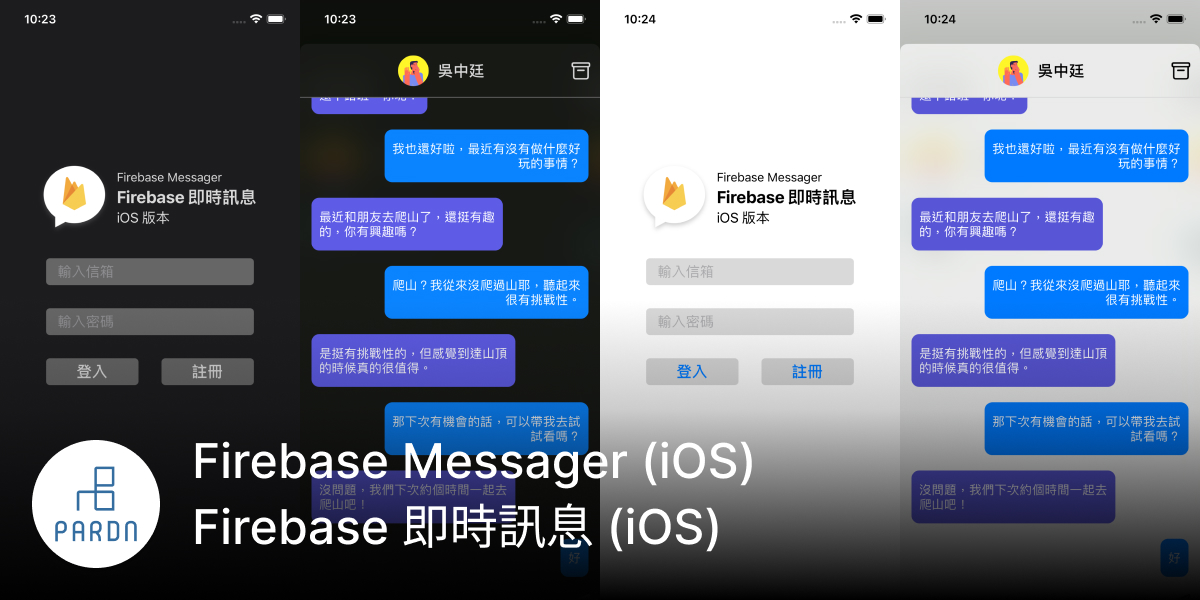 10:23
Firebase Messager
Firebase 即時訊息
iOS 版本
輸入信箱
輸入密碼
登入
註冊
10:23
吳中廷
我也還好啦，最近有沒有做什麼好
玩的事情？
最近和朋友去爬山了，還挺有趣
的，你有興趣嗎？
爬山？我從來沒爬過山耶，聽起來
很有挑戰性。
是挺有挑戰性的，但感覺到達山頂
的時候真的很值得。
那下次有機會的話，可以帶我去試
試看嗎？
沒問題，我們下次約個時間一起去
爬山吧！
好
10:24
Firebase Messager
Firebase 即時訊息
iOS 版本
輸入信箱
輸入密碼
登入
註冊
10:24
吳中廷
我也還好啦，最近有沒有做什麼好
玩的事情？
最近和朋友去爬山了，還挺有趣
的，你有興趣嗎？
爬山？我從來沒爬過山耶，聽起來
很有挑戰性。
是挺有挑戰性的，但感覺到達山頂
的時候真的很值得。
那下次有機會的話，可以帶我去試
試看嗎？
沒問題，我們下次約個時間一起去
爬山吧！
好
PARDN
Firebase Messager (iOS)
Firebase 即時訊息 (iOS)